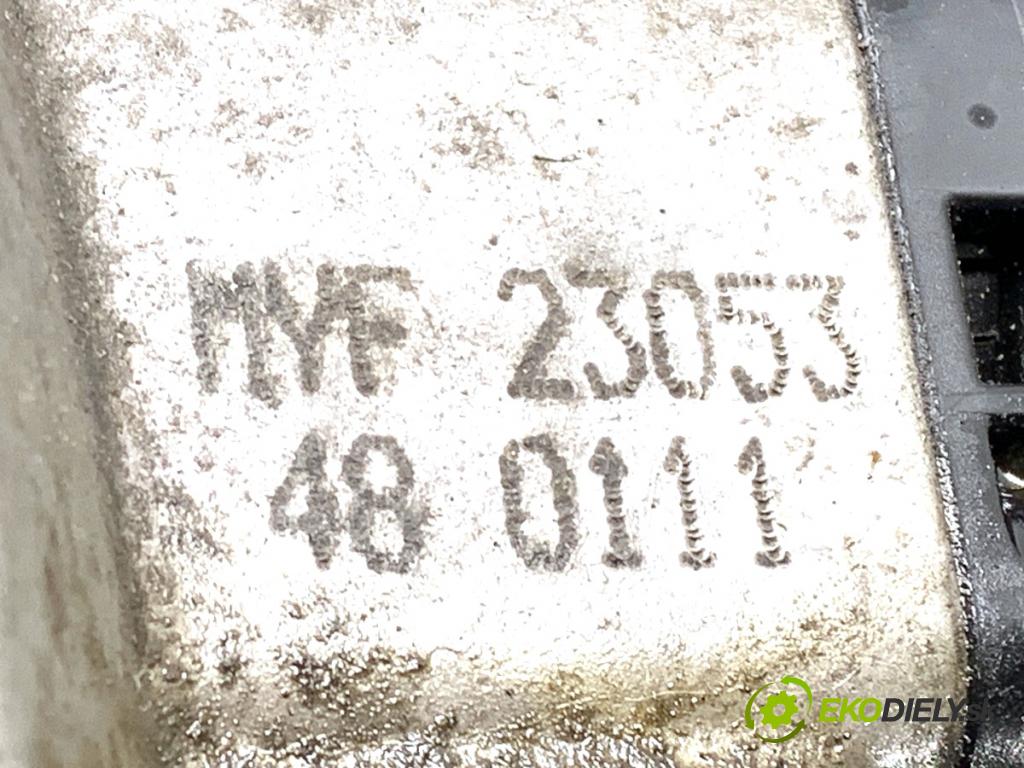 MYF 23053
48 0111
EKODIELY